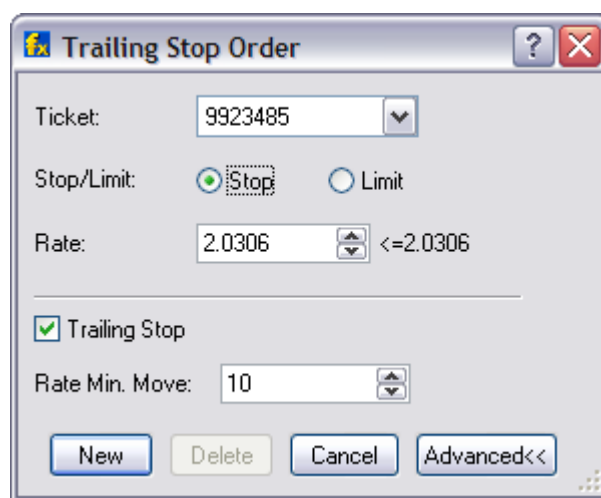 fx Trailing Stop Order ?
Ticket: 9923485
Stop/Limit: Stop Limit
Rate: 2.0306 <=2.0306
Trailing Stop
Rate Min. Move: 10
New Delete Cancel Advanced<<